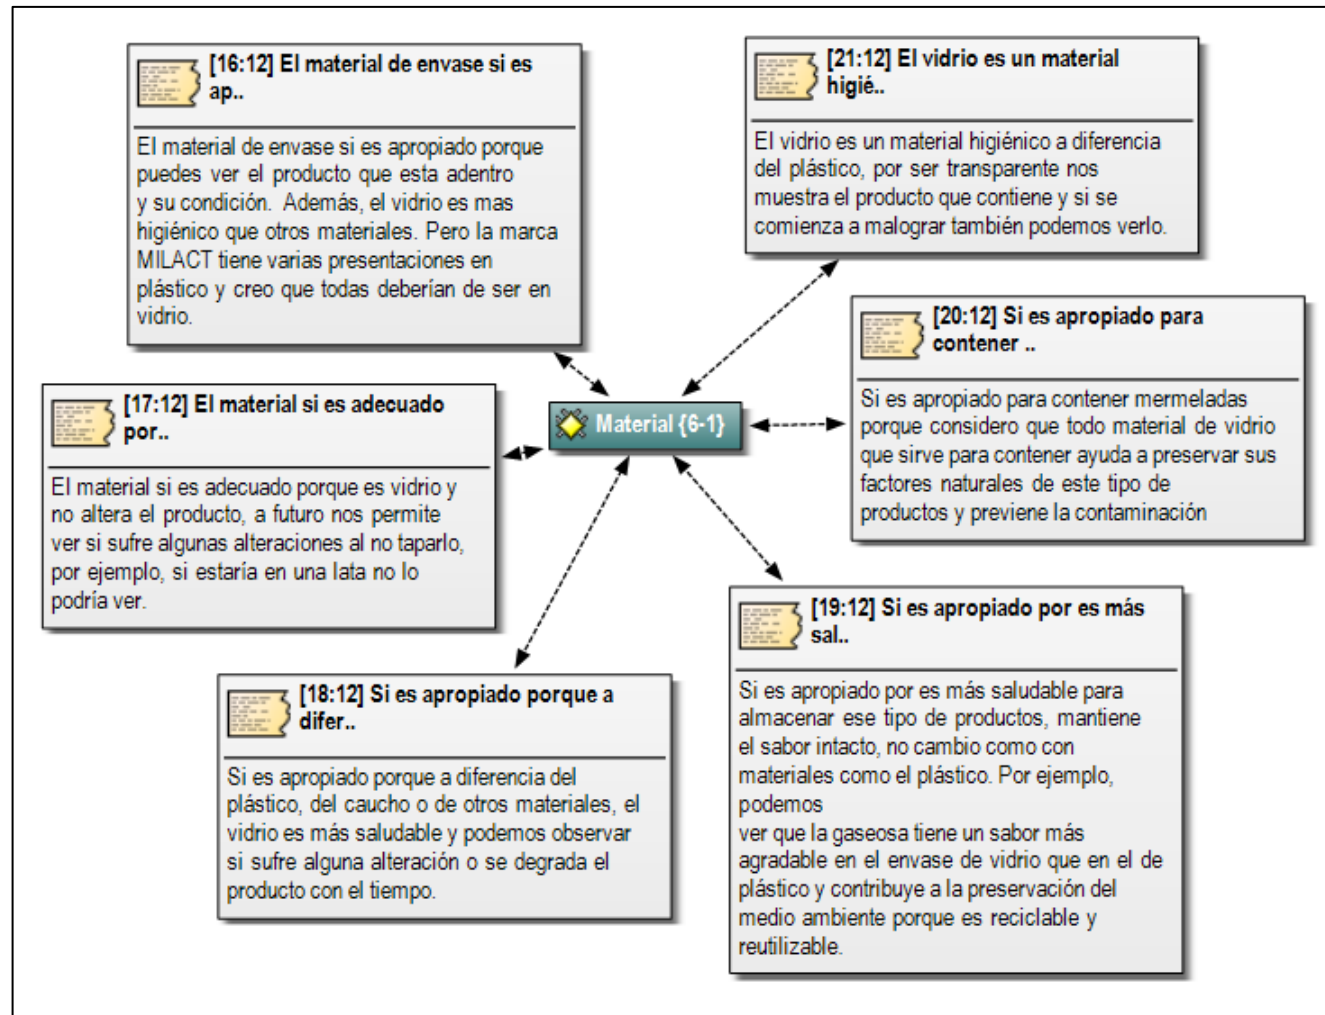 [16:12] El material de envase si es
ap..
El material de envase si es apropiado porque
puedes ver el producto que esta adentro
y su condición. Además, el vidrio es mas
higiénico que otros materiales. Pero la marca
MILACT tiene varias presentaciones en
plástico y creo que todas deberían de ser en
vidrio.
[21:12] El vidrio es un material
higié..
El vidrio es un material higiénico a diferencia
del plástico, por ser transparente nos
muestra el producto que contiene y si se
comienza a malograr también podemos verlo.
[20:12] Si es apropiado para
contener ..
Si es apropiado para contener mermeladas
porque considero que todo material de vidrio
que sirve para contener ayuda a preservar sus
factores naturales de este tipo de
productos y previene la contaminación
[17:12] El material si es adecuado
por..
El material si es adecuado porque es vidrio y
no altera el producto, a futuro nos permite
ver si sufre algunas alteraciones al no taparlo,
por ejemplo, si estaría en una lata no lo
podría ver.
Material {6-1}
[18:12] Si es apropiado porque a
difer..
Si es apropiado porque a diferencia del
plástico, del caucho o de otros materiales, el
vidrio es más saludable y podemos observar
si sufre alguna alteración o se degrada el
producto con el tiempo.
[19:12] Si es apropiado por es más
sal..
Si es apropiado por es más saludable para
almacenar ese tipo de productos, mantiene
el sabor intacto, no cambio como con
materiales como el plástico. Por ejemplo,
podemos
ver que la gaseosa tiene un sabor más
agradable en el envase de vidrio que en el de
plástico y contribuye a la preservación del
medio ambiente porque es reciclable y
reutilizable.